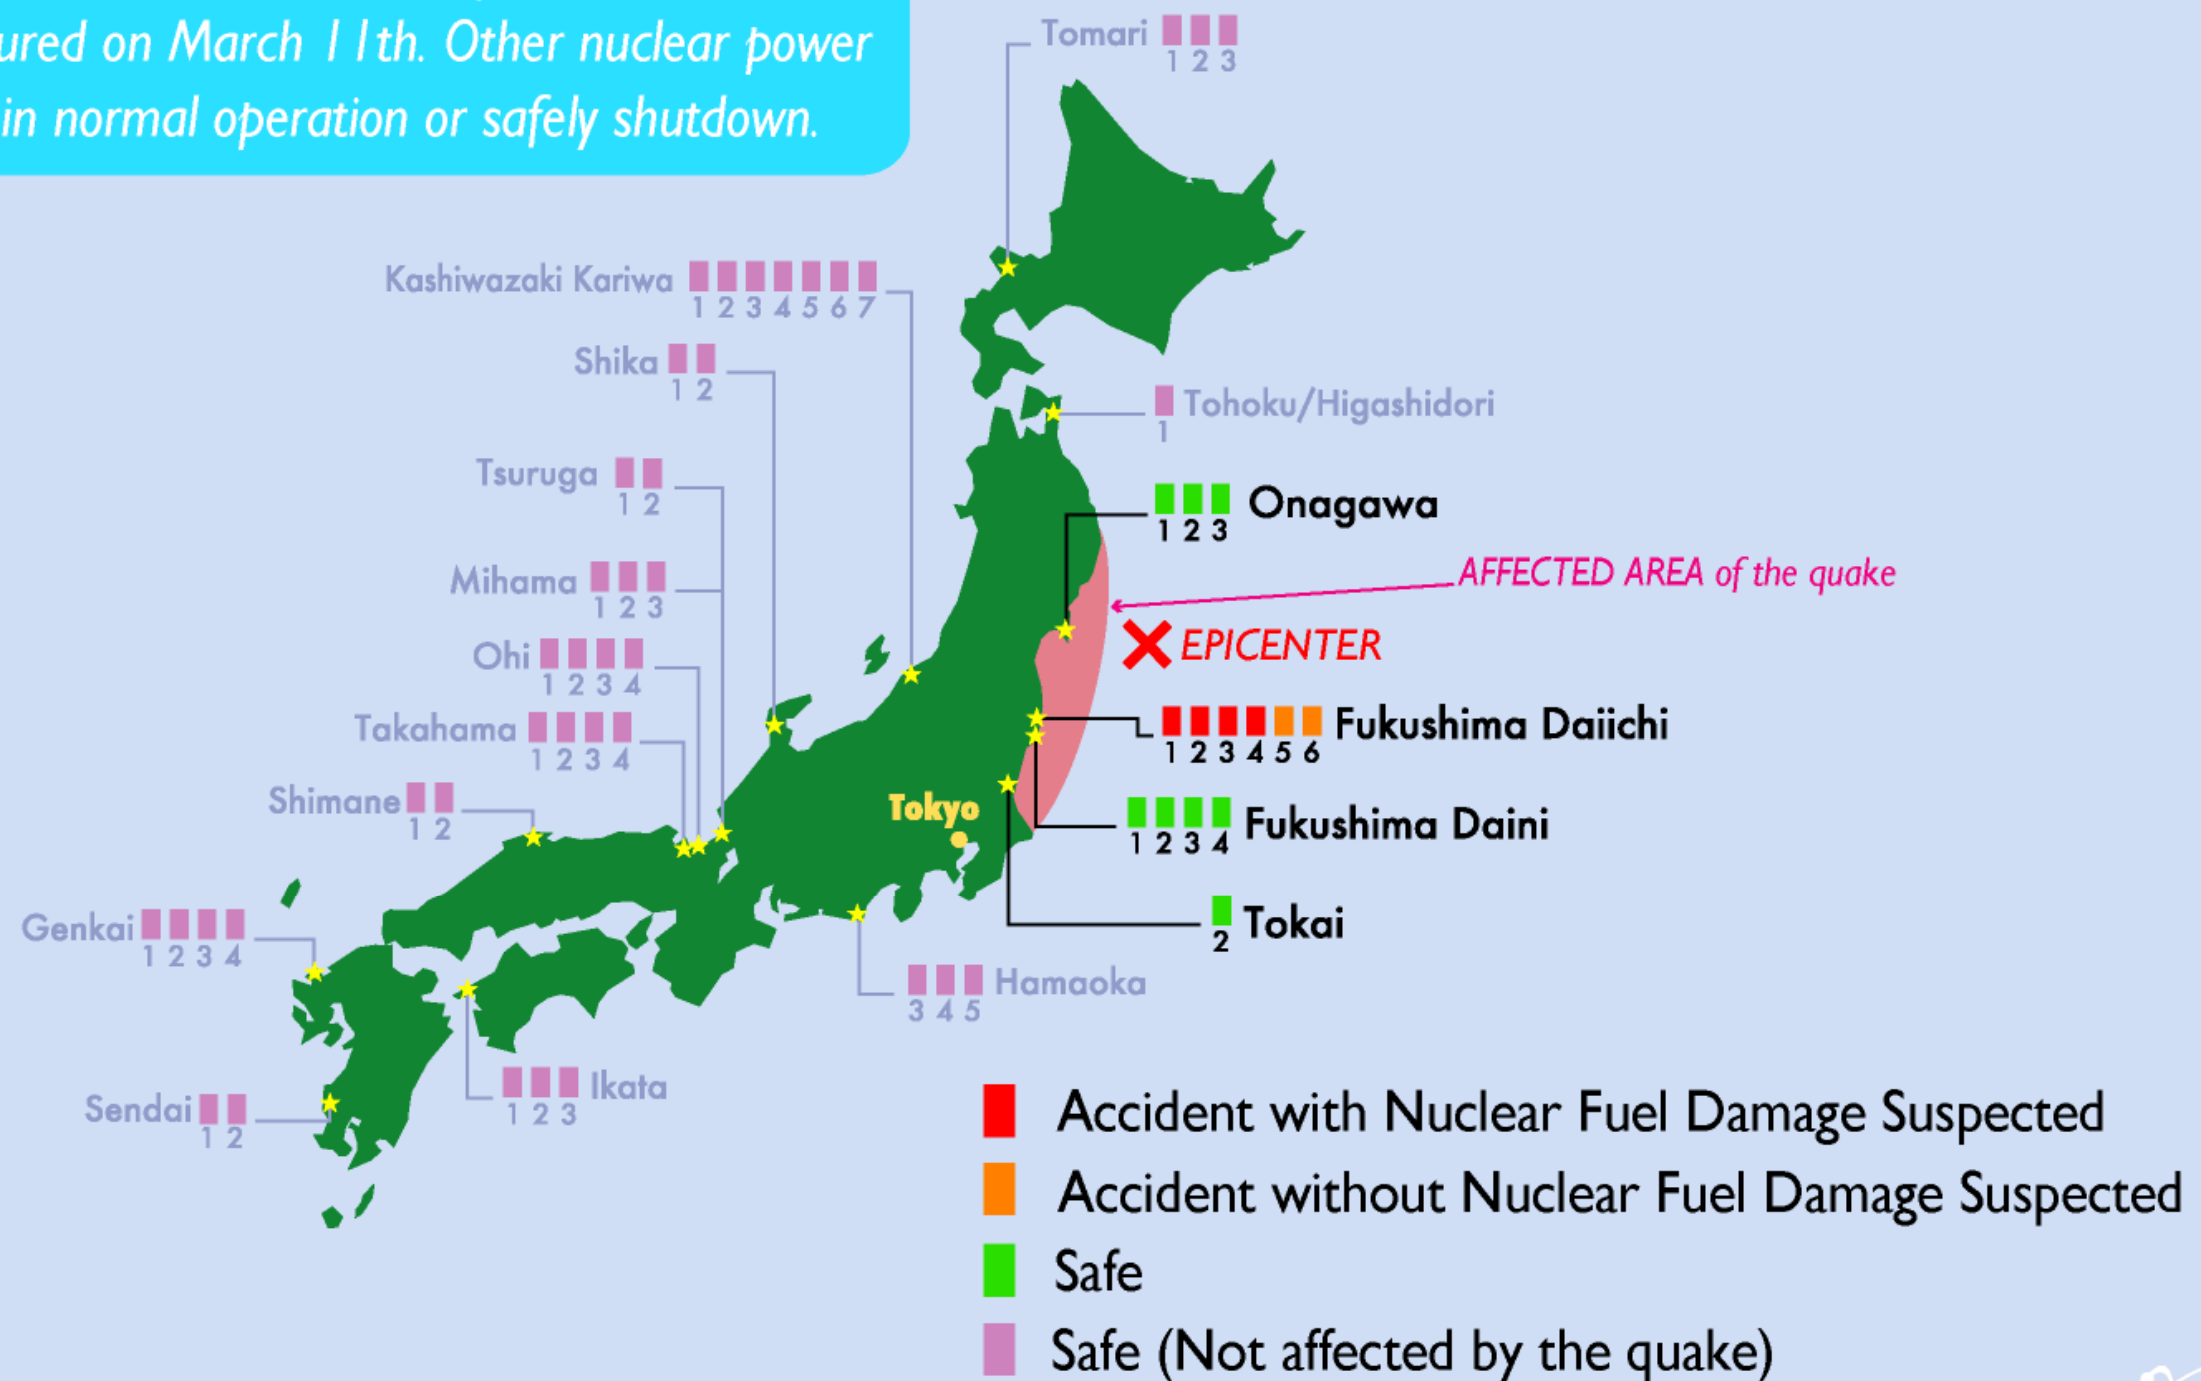 ured on March 11th. Other nuclear power
in normal operation or safely shutdown.
Tomari
1 2 3
Kashiwazaki Kariwa
1 2 3 4 5 6 7
Shika
1 2
Tohoku/Higashidori
1
Tsuruga
1 2
Onagawa
1 2 3
AFFECTED AREA of the quake
Mihama
1 2 3
EPICENTER
Ohi
1 2 3 4
Takahama
1 2 3 4
Fukushima Daiichi
1 2 3 4 5 6
Shimane
1 2
Tokyo
Fukushima Daini
1 2 3 4
Genkai
1 2 3 4
Tokai
2
Hamaoka
3 4 5
Ikata
1 2 3
Sendai
1 2
Accident with Nuclear Fuel Damage Suspected
Accident without Nuclear Fuel Damage Suspected
Safe
Safe (Not affected by the quake)